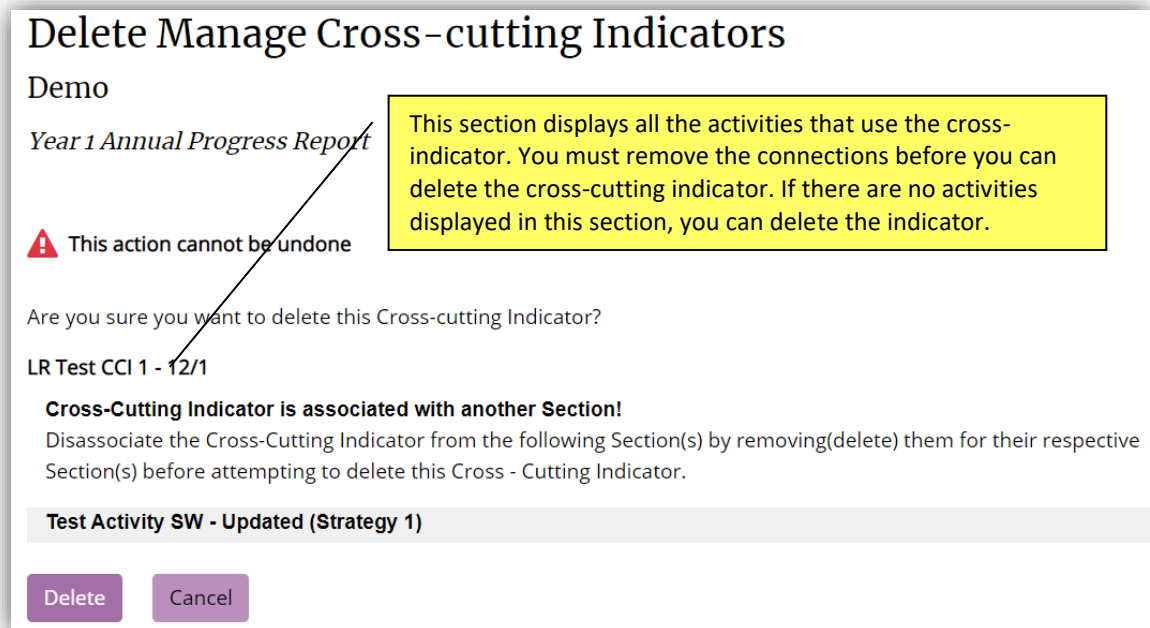 Delete Manage Cross-cutting Indicators
Demo
Year 1 Annual Progress Report
This section displays all the activities that use the cross-
indicator. You must remove the connections before you can
delete the cross-cutting indicator. If there are no activities
displayed in this section, you can delete the indicator.
This action cannot be undone
Are you sure you want to delete this Cross-cutting Indicator?
LR Test CCI 1 - 12/1
Cross-Cutting Indicator is associated with another Section!
Disassociate the Cross-Cutting Indicator from the following Section(s) by removing(delete) them for their respective
Section(s) before attempting to delete this Cross - Cutting Indicator.
Test Activity SW - Updated (Strategy 1)
Delete Cancel